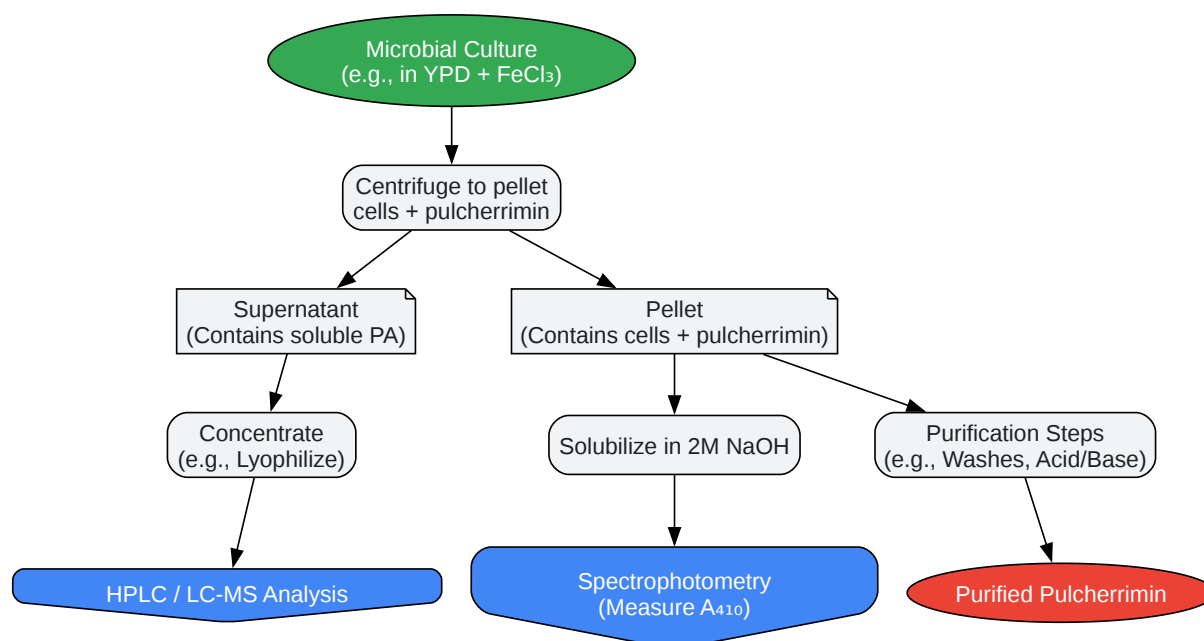 Microbial Culture
(e.g., in YPD + FeCl₃)
Centrifuge to pellet
cells + pulcherrimin
Supernatant
(Contains soluble PA)
Pellet
(Contains cells + pulcherrimin)
Concentrate
(e.g., Lyophilize)
Solubilize in 2M NaOH
Purification Steps
(e.g., Washes, Acid/Base)
HPLC / LC-MS Analysis
Spectrophotometry
(Measure A₄₁₀)
Purified Pulcherrimin